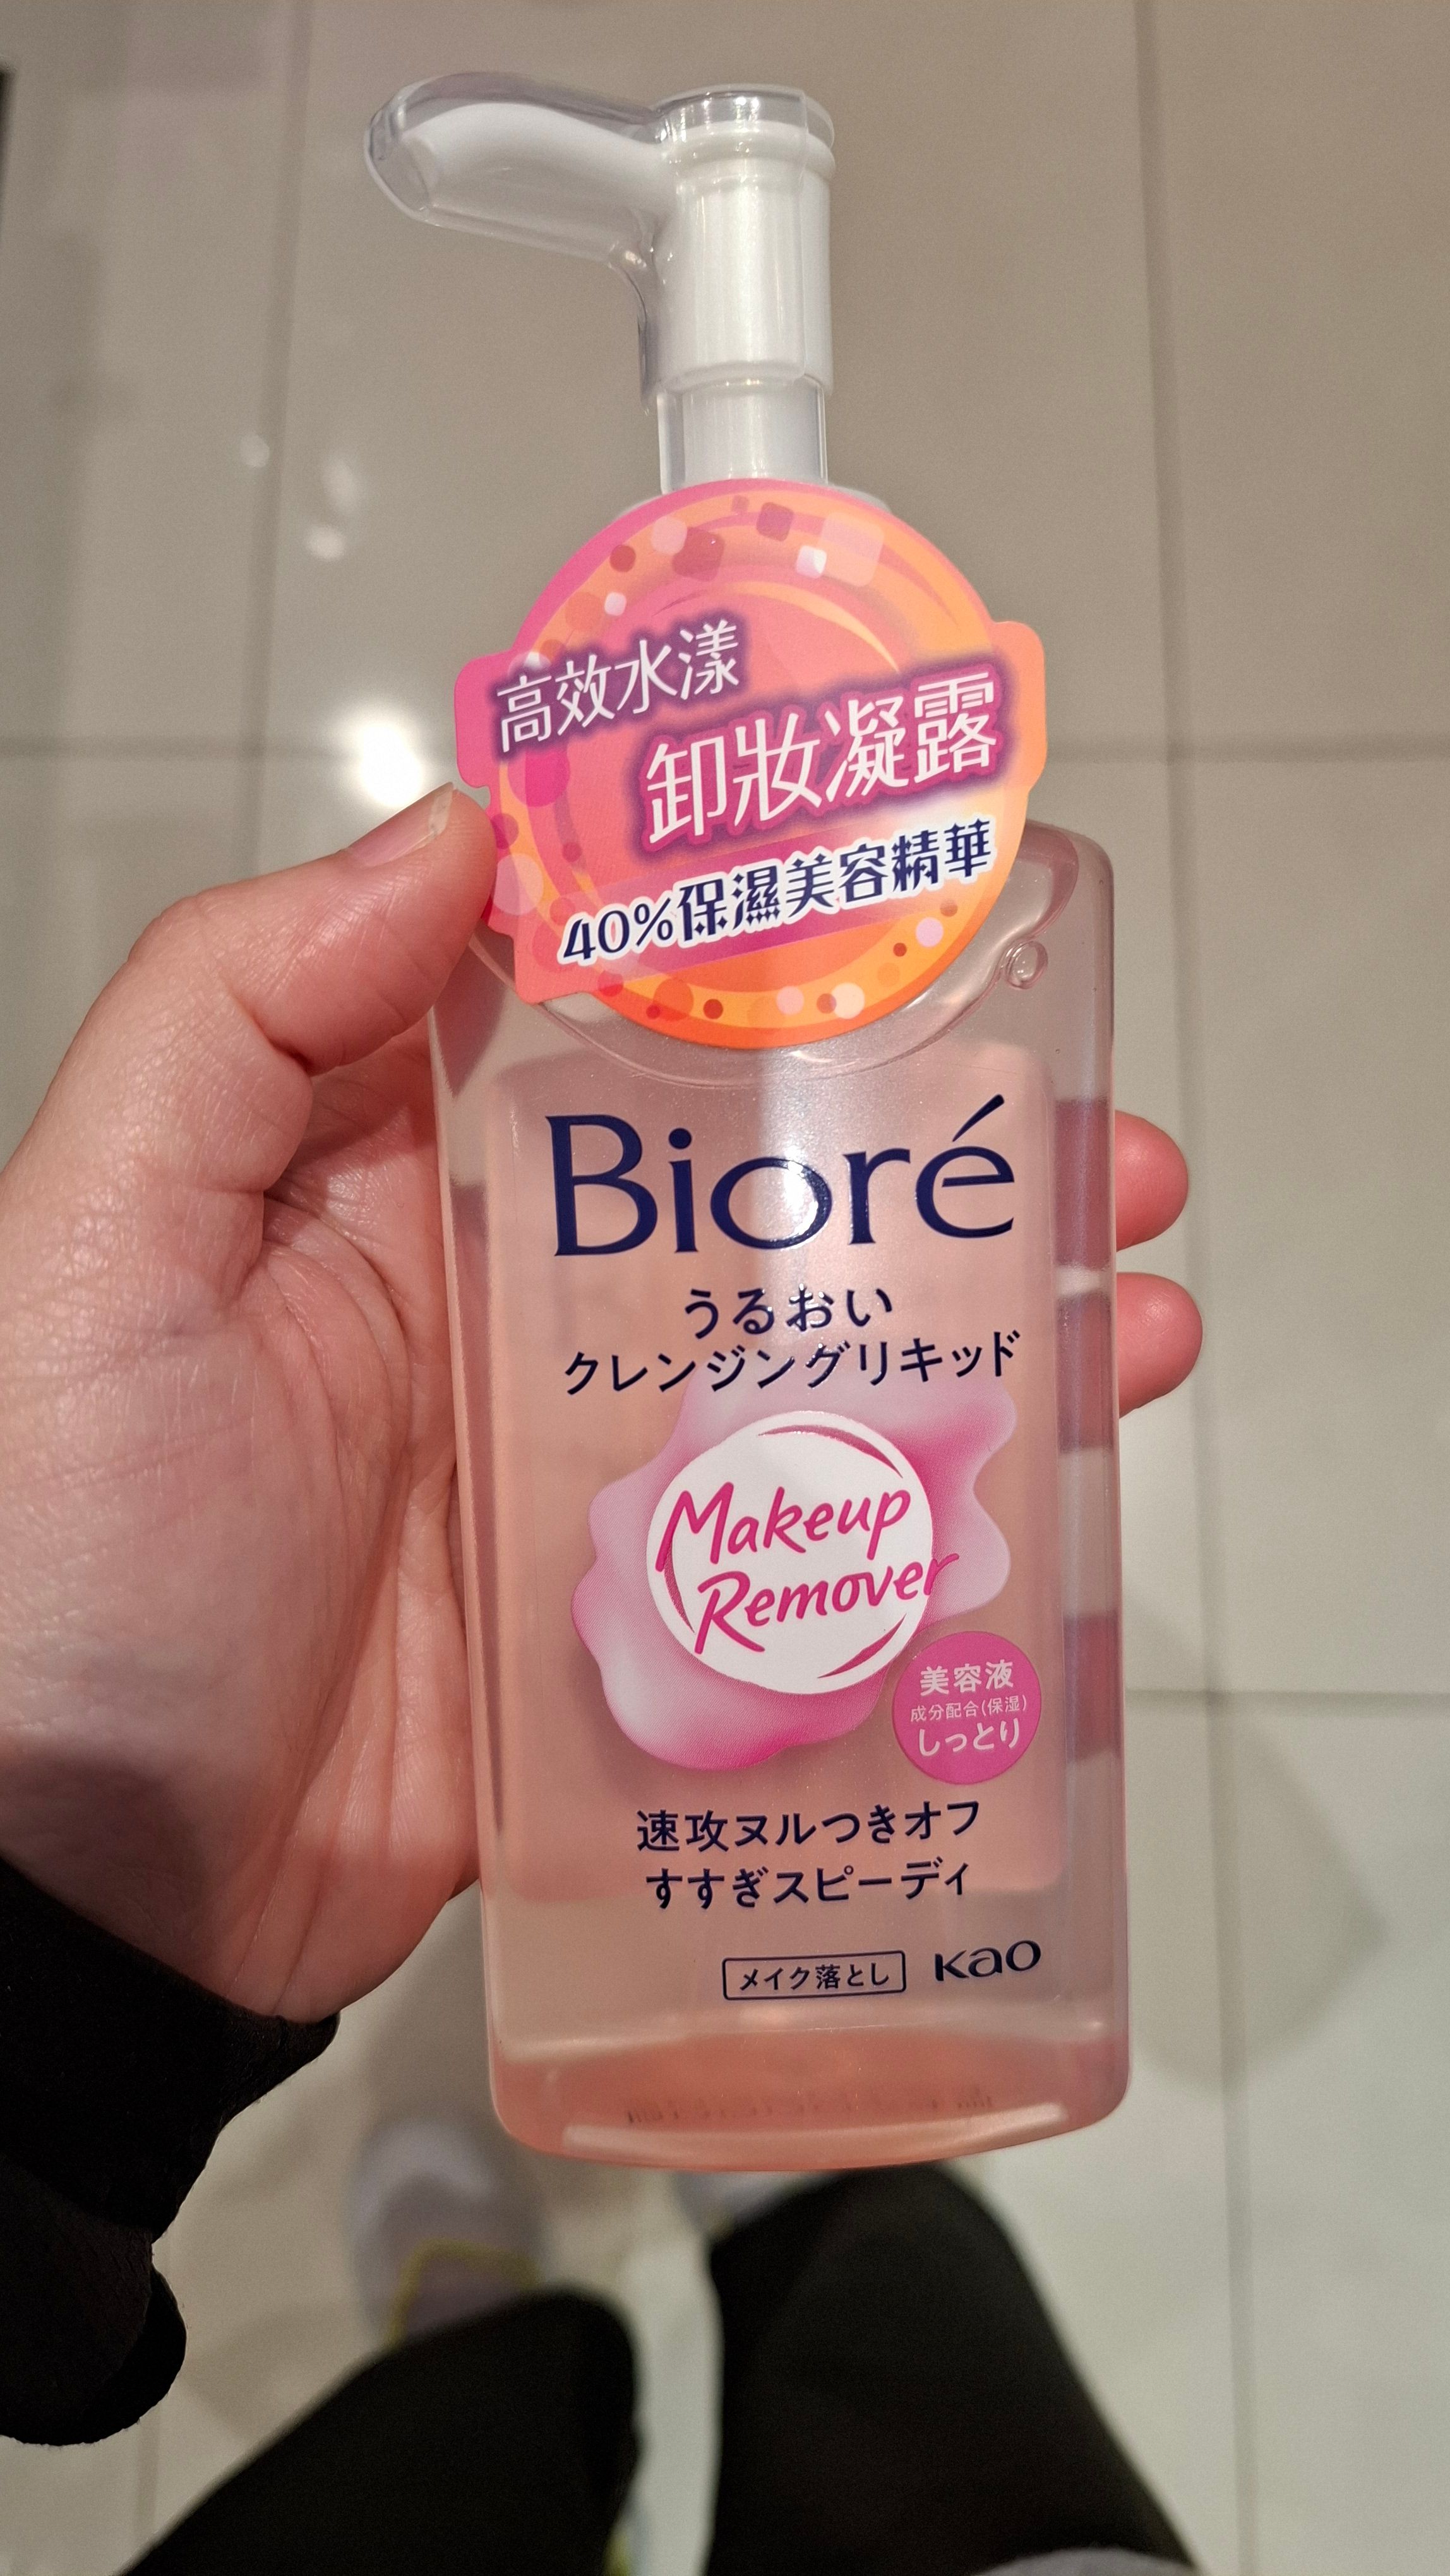 高效水漾
卸妝凝露
40%保濕美容精華
Bioré
うるおい
クレンジングリキッド
Makeup
Remover
美容液
成分配合(保湿)
しっとり
速攻ヌルつきオフ
すすぎスピーディ
メイク落とし
Kao